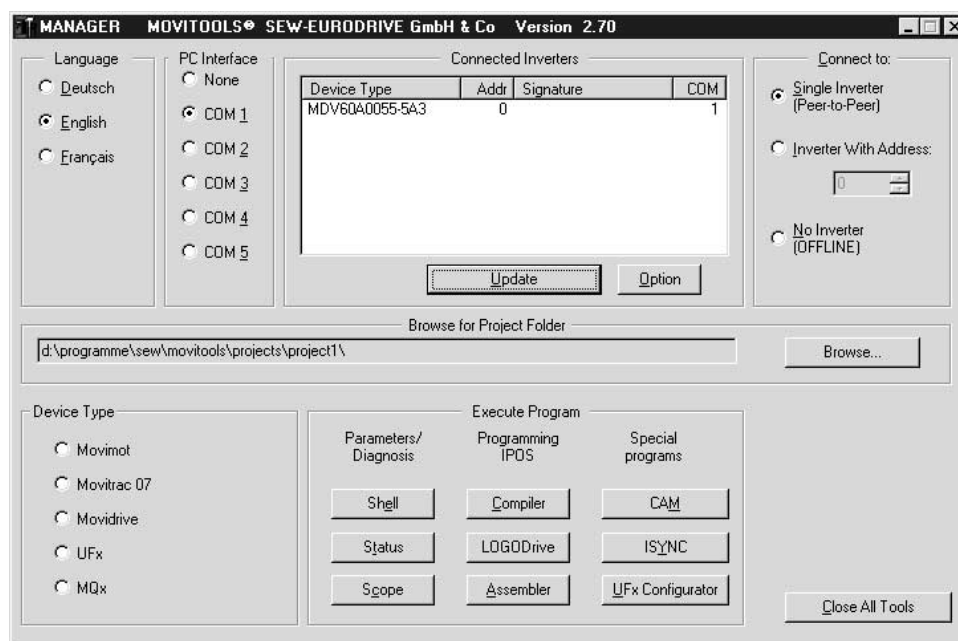 MANAGER MOVITOOLS® SEW-EURODRIVE GmbH & Co Version 2.70
Language
Deutsch
English
Français
PC Interface
None
COM 1
COM 2
COM 3
COM 4
COM 5
Connected Inverters
Device Type Addr Signature COM
MDV60A0055-5A3 0 1
Update
Option
Connect to:
Single Inverter
(Peer-to-Peer)
Inverter With Address:
0
No Inverter
(OFFLINE)
Browse for Project Folder
d:\programme\sew\movitools\projects\project1\
Browse...
Device Type
Movimot
Movitrac 07
Movidrive
UFx
MQx
Execute Program
Parameters/
Diagnosis
Shell
Status
Scope
Programming
IPOS
Compiler
LOGODrive
Assembler
Special
programs
CAM
ISYNC
UFx Configurator
Close All Tools